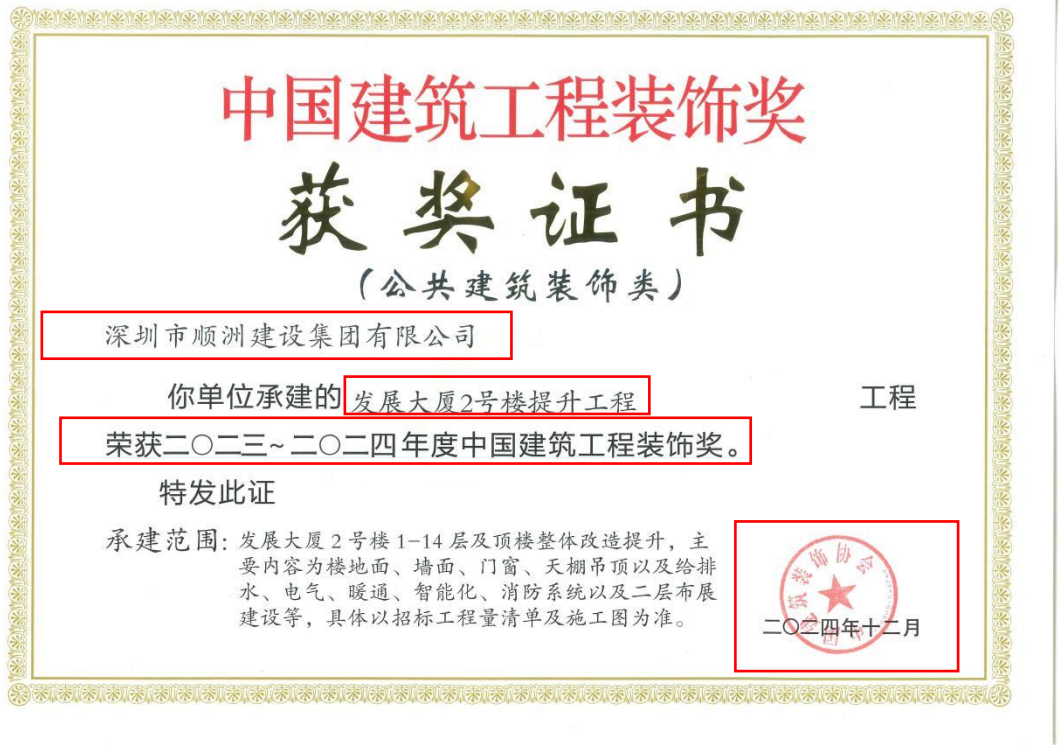 中国建筑工程装饰奖
获奖证书
(公共建筑装饰类)
深圳市顺洲建设集团有限公司
你单位承建的 发展大厦2号楼提升工程 工程
荣获二〇二三~二〇二四年度中国建筑工程装饰奖。
特发此证
承建范围: 发展大厦2号楼1-14层及顶楼整体改造提升，主
要内容为楼地面、墙面、门窗、天棚吊顶以及给排
水、电气、暖通、智能化、消防系统以及二层布展
建设等，具体以招标工程量清单及施工图为准。
中国建筑装饰协会
二〇二四年十二月